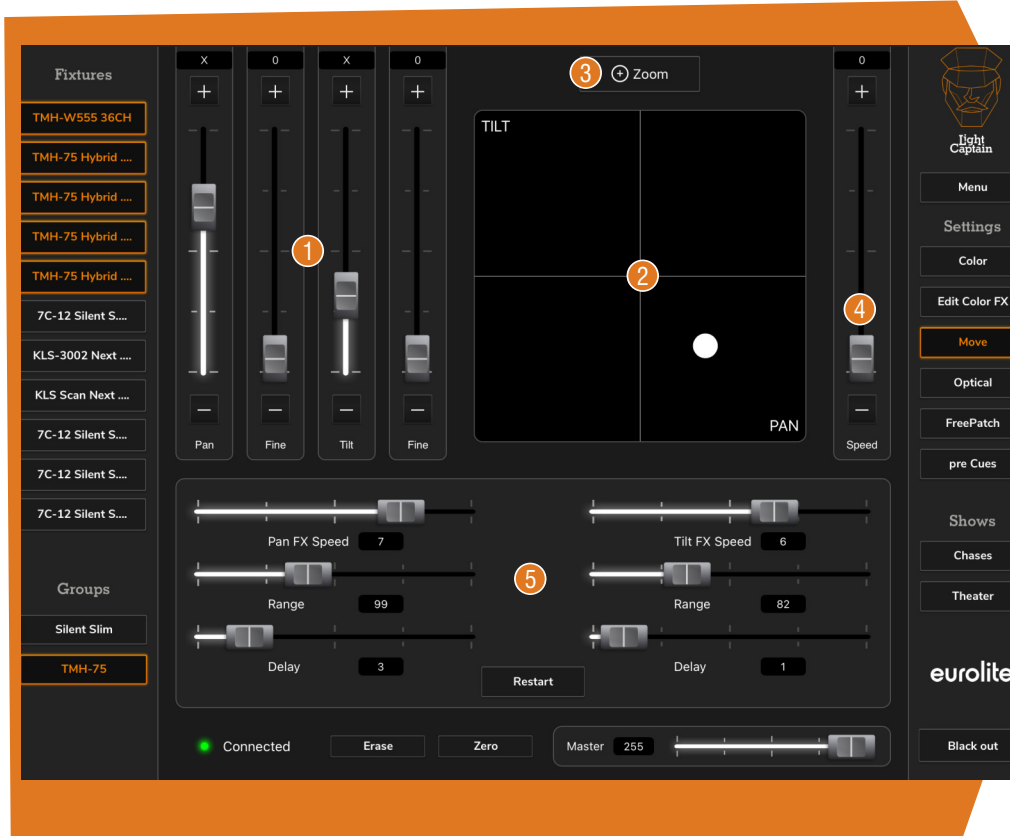 Fixtures
TMH-W555 36CH
TMH-75 Hybrid ....
TMH-75 Hybrid ....
TMH-75 Hybrid ....
TMH-75 Hybrid ....
7C-12 Silent S....
KLS-3002 Next ....
KLS Scan Next ....
7C-12 Silent S....
7C-12 Silent S....
7C-12 Silent S....
Groups
Silent Slim
TMH-75
X 0 X 0
+ + + +
1
− − − −
Pan Fine Tilt Fine
3 + Zoom
TILT
2
PAN
0
+
4
−
Speed
Pan FX Speed 7
Range 99
Delay 3
5
Tilt FX Speed 6
Range 82
Delay 1
Restart
Connected Erase Zero Master 255
Light
Captain
Menu
Settings
Color
Edit Color FX
Move
Optical
FreePatch
pre Cues
Shows
Chases
Theater
eurolite
Black out